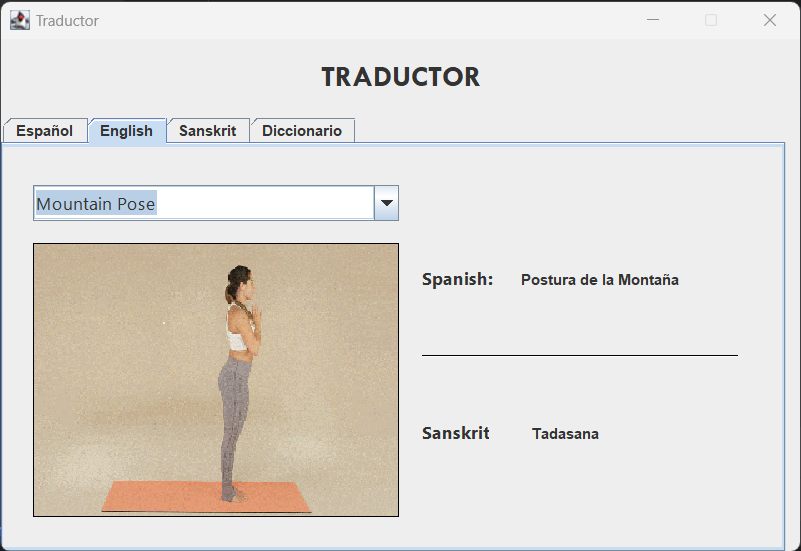 Traductor
TRADUCTOR
Español English Sanskrit Diccionario
Mountain Pose
Spanish: Postura de la Montaña
Sanskrit Tadasana